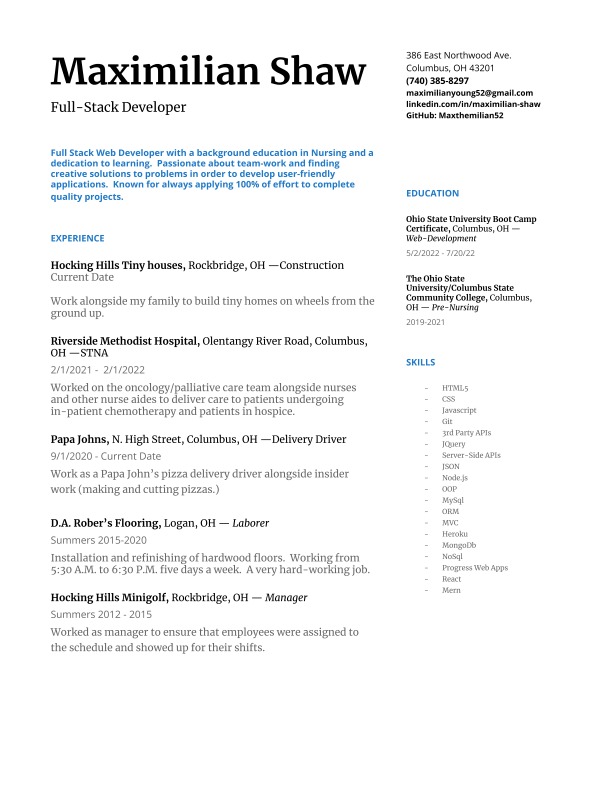 Maximilian Shaw
Full-Stack Developer
386 East Northwood Ave.
Columbus, OH 43201
(740) 385-8297
maximilianyoung52@gmail.com
linkedin.com/in/maximilian-shaw
GitHub: Maxthemilian52
Full Stack Web Developer with a background education in Nursing and a
dedication to learning.  Passionate about team-work and finding
creative solutions to problems in order to develop user-friendly
applications.  Known for always applying 100% of effort to complete
quality projects.
EXPERIENCE
Hocking Hills Tiny houses, Rockbridge, OH —Construction
Current Date
Work alongside my family to build tiny homes on wheels from the
ground up.
Riverside Methodist Hospital, Olentangy River Road, Columbus,
OH —STNA
2/1/2021 -  2/1/2022
Worked on the oncology/palliative care team alongside nurses
and other nurse aides to deliver care to patients undergoing
in-patient chemotherapy and patients in hospice.
Papa Johns, N. High Street, Columbus, OH —Delivery Driver
9/1/2020 - Current Date
Work as a Papa John's pizza delivery driver alongside insider
work (making and cutting pizzas.)
D.A. Rober's Flooring, Logan, OH — Laborer
Summers 2015-2020
Installation and refinishing of hardwood floors.  Working from
5:30 A.M. to 6:30 P.M. five days a week.  A very hard-working job.
Hocking Hills Minigolf, Rockbridge, OH — Manager
Summers 2012 - 2015
Worked as manager to ensure that employees were assigned to
the schedule and showed up for their shifts.
EDUCATION
Ohio State University Boot Camp
Certificate, Columbus, OH —
Web-Development
5/2/2022 - 7/20/22
The Ohio State
University/Columbus State
Community College, Columbus,
OH — Pre-Nursing
2019-2021
SKILLS
- HTML5
- CSS
- Javascript
- Git
- 3rd Party APIs
- JQuery
- Server-Side APIs
- JSON
- Node.js
- OOP
- MySql
- ORM
- MVC
- Heroku
- MongoDb
- NoSql
- Progress Web Apps
- React
- Mern